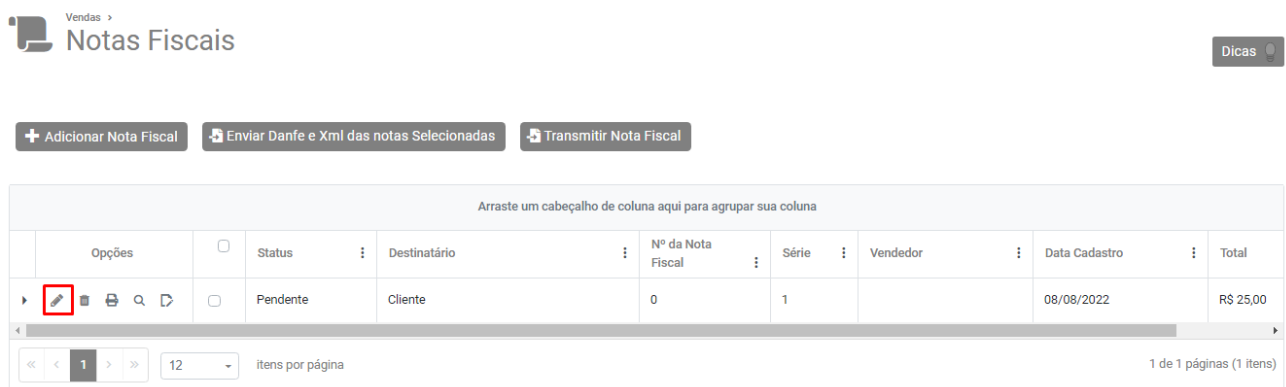 Vendas >
Notas Fiscais
Dicas
Adicionar Nota Fiscal Enviar Danfe e Xml das notas Selecionadas Transmitir Nota Fiscal
Arraste um cabeçalho de coluna aqui para agrupar sua coluna
Opções Status Destinatário Nº da Nota Fiscal Série Vendedor Data Cadastro Total
Pendente Cliente 0 1 08/08/2022 R$ 25,00
1 12 itens por página 1 de 1 páginas (1 itens)